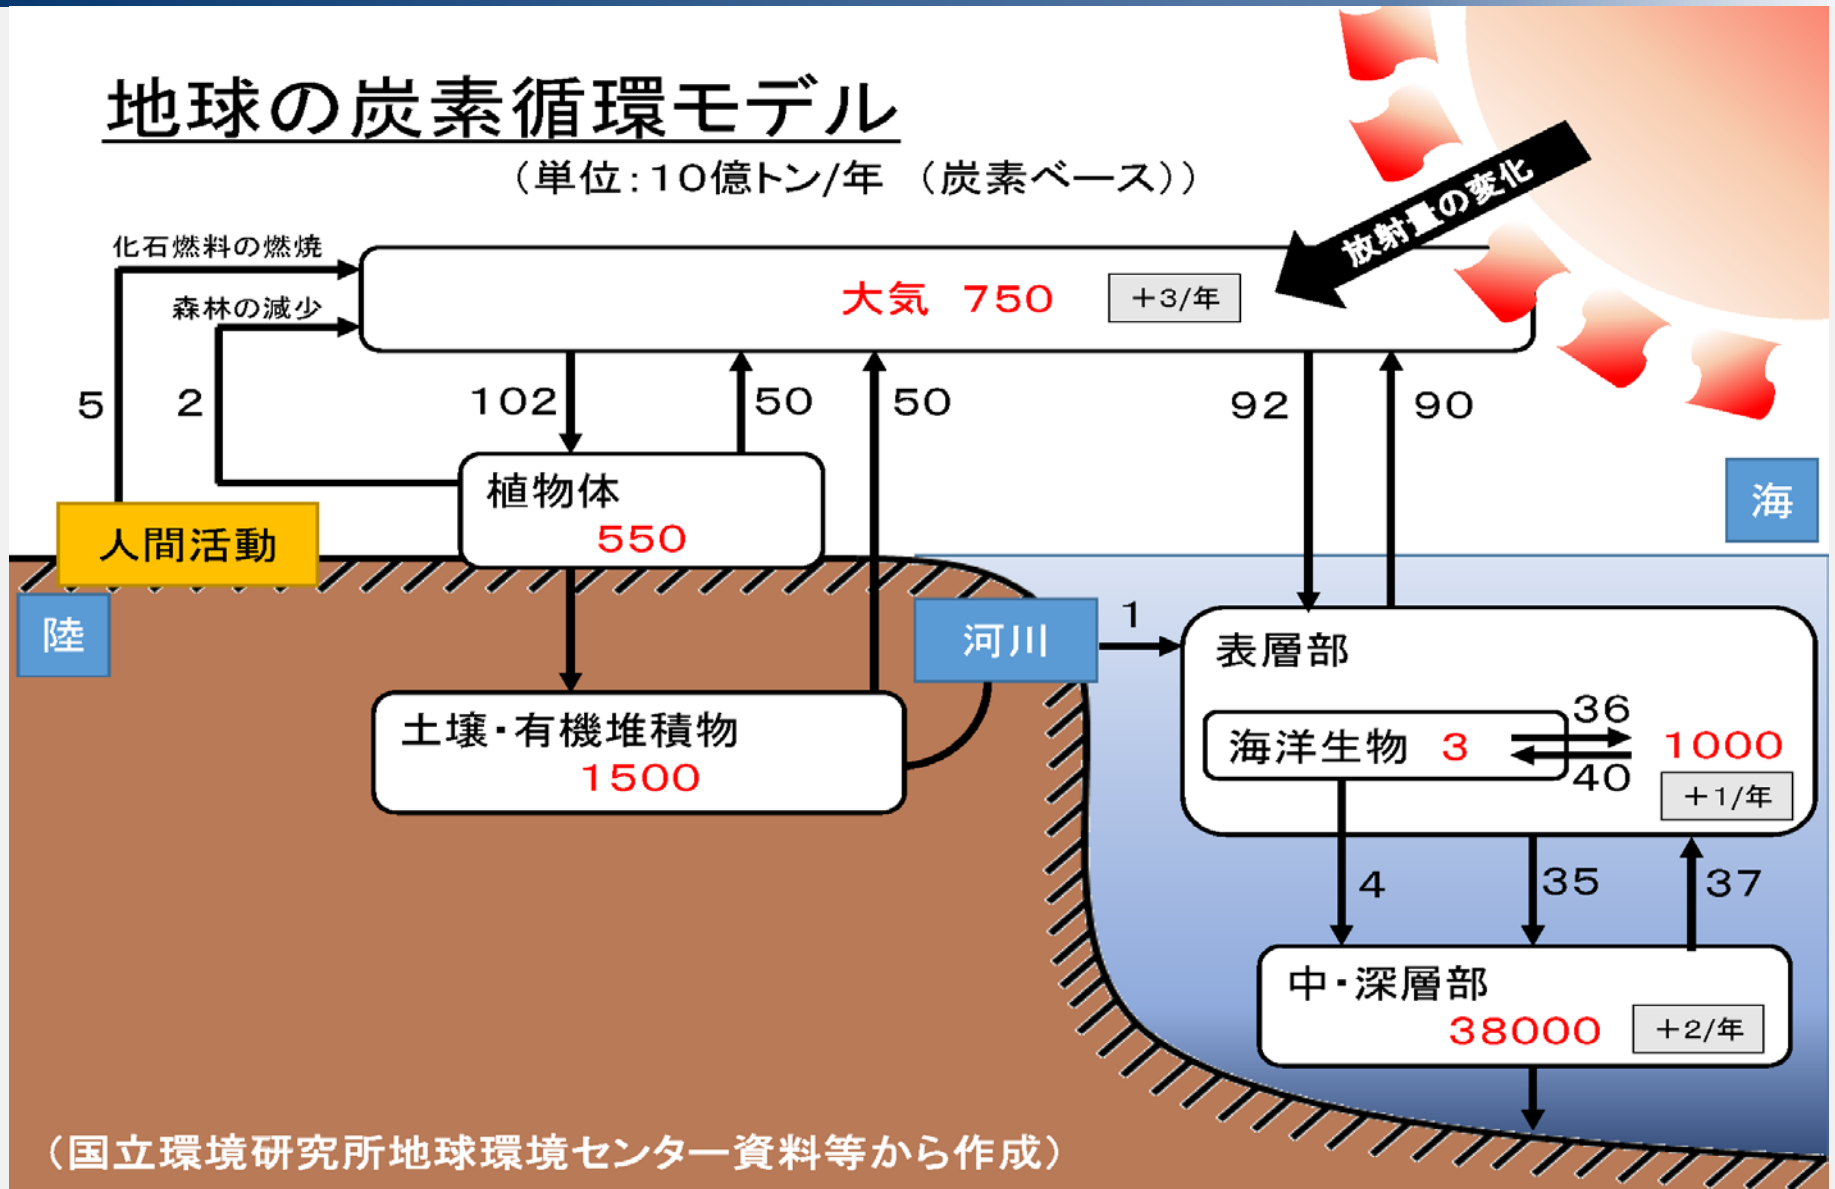 地球の炭素循環モデル
（単位：１０億トン/年　（炭素ベース））
放射量の変化
化石燃料の燃焼
森林の減少
大気　750
＋3/年
5
2
102
50
50
92
90
植物体
550
海
人間活動
陸
河川
1
表層部
土壌・有機堆積物
1500
海洋生物　3
36
40
1000
＋1/年
4
35
37
中・深層部
38000
＋2/年
（国立環境研究所地球環境センター資料等から作成）